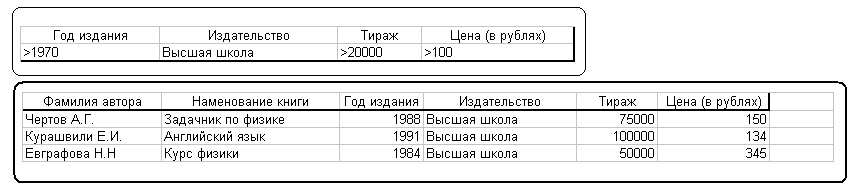 Год издания Издательство Тираж Цена (в рублях)
>1970 Высшая школа >20000 >100
Фамилия автора Наименование книги Год издания Издательство Тираж Цена (в рублях)
Чертов А.Г. Задачник по физике 1988 Высшая школа 75000 150
Курашвили Е.И. Английский язык 1991 Высшая школа 100000 134
Евграфова Н.Н Курс физики 1984 Высшая школа 50000 345